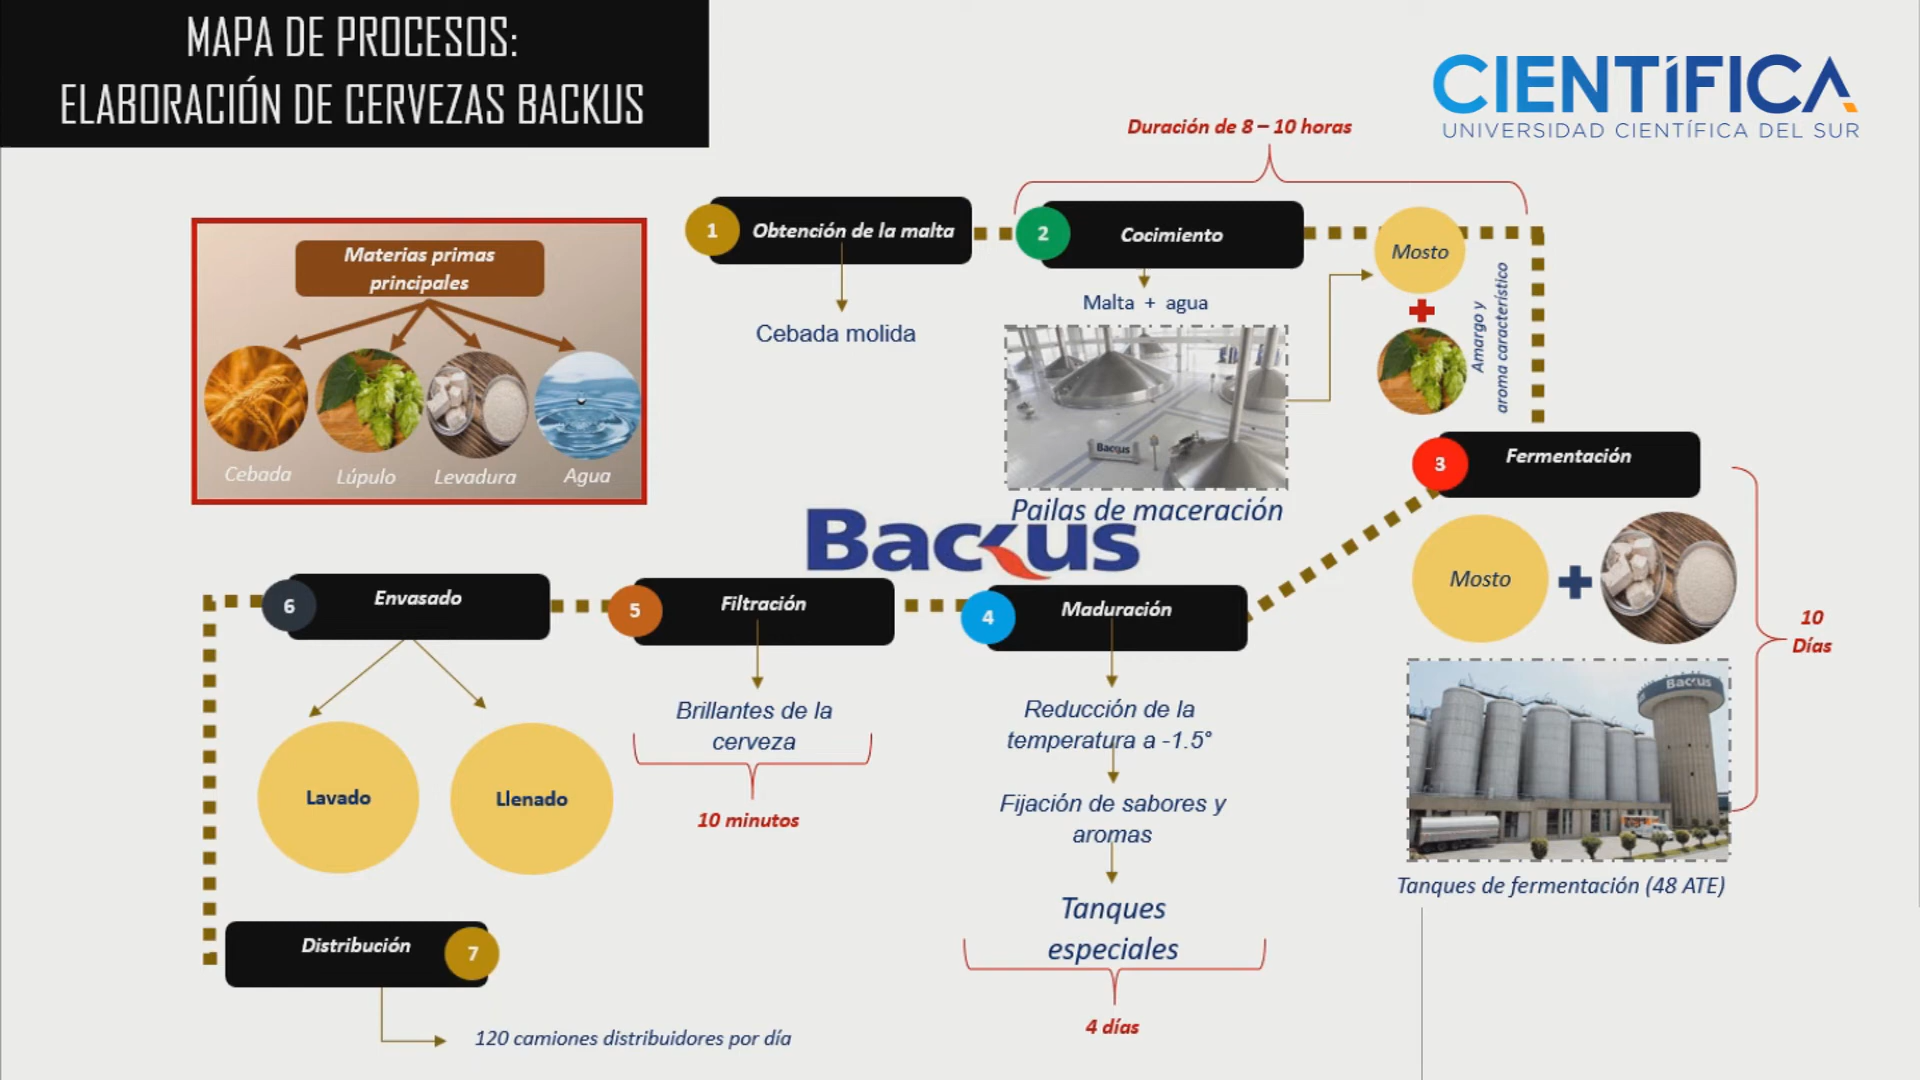 MAPA DE PROCESOS:
ELABORACIÓN DE CERVEZAS BACKUS
CIENTÍFICA
UNIVERSIDAD CIENTÍFICA DEL SUR
Materias primas
principales
Cebada
Lúpulo
Levadura
Agua
1
Obtención de la malta
Cebada molida
Duración de 8 – 10 horas
2
Cocimiento
Malta + agua
Backus
Pailas de maceración
Mosto
Amargo y
aroma característico
3
Fermentación
Mosto
10
Días
Backus
Tanques de fermentación (48 ATE)
Backus
4
Maduración
Reducción de la
temperatura a -1.5°
Fijación de sabores y
aromas
Tanques
especiales
4 días
5
Filtración
Brillantes de la
cerveza
10 minutos
6
Envasado
Lavado
Llenado
Distribución
7
120 camiones distribuidores por día